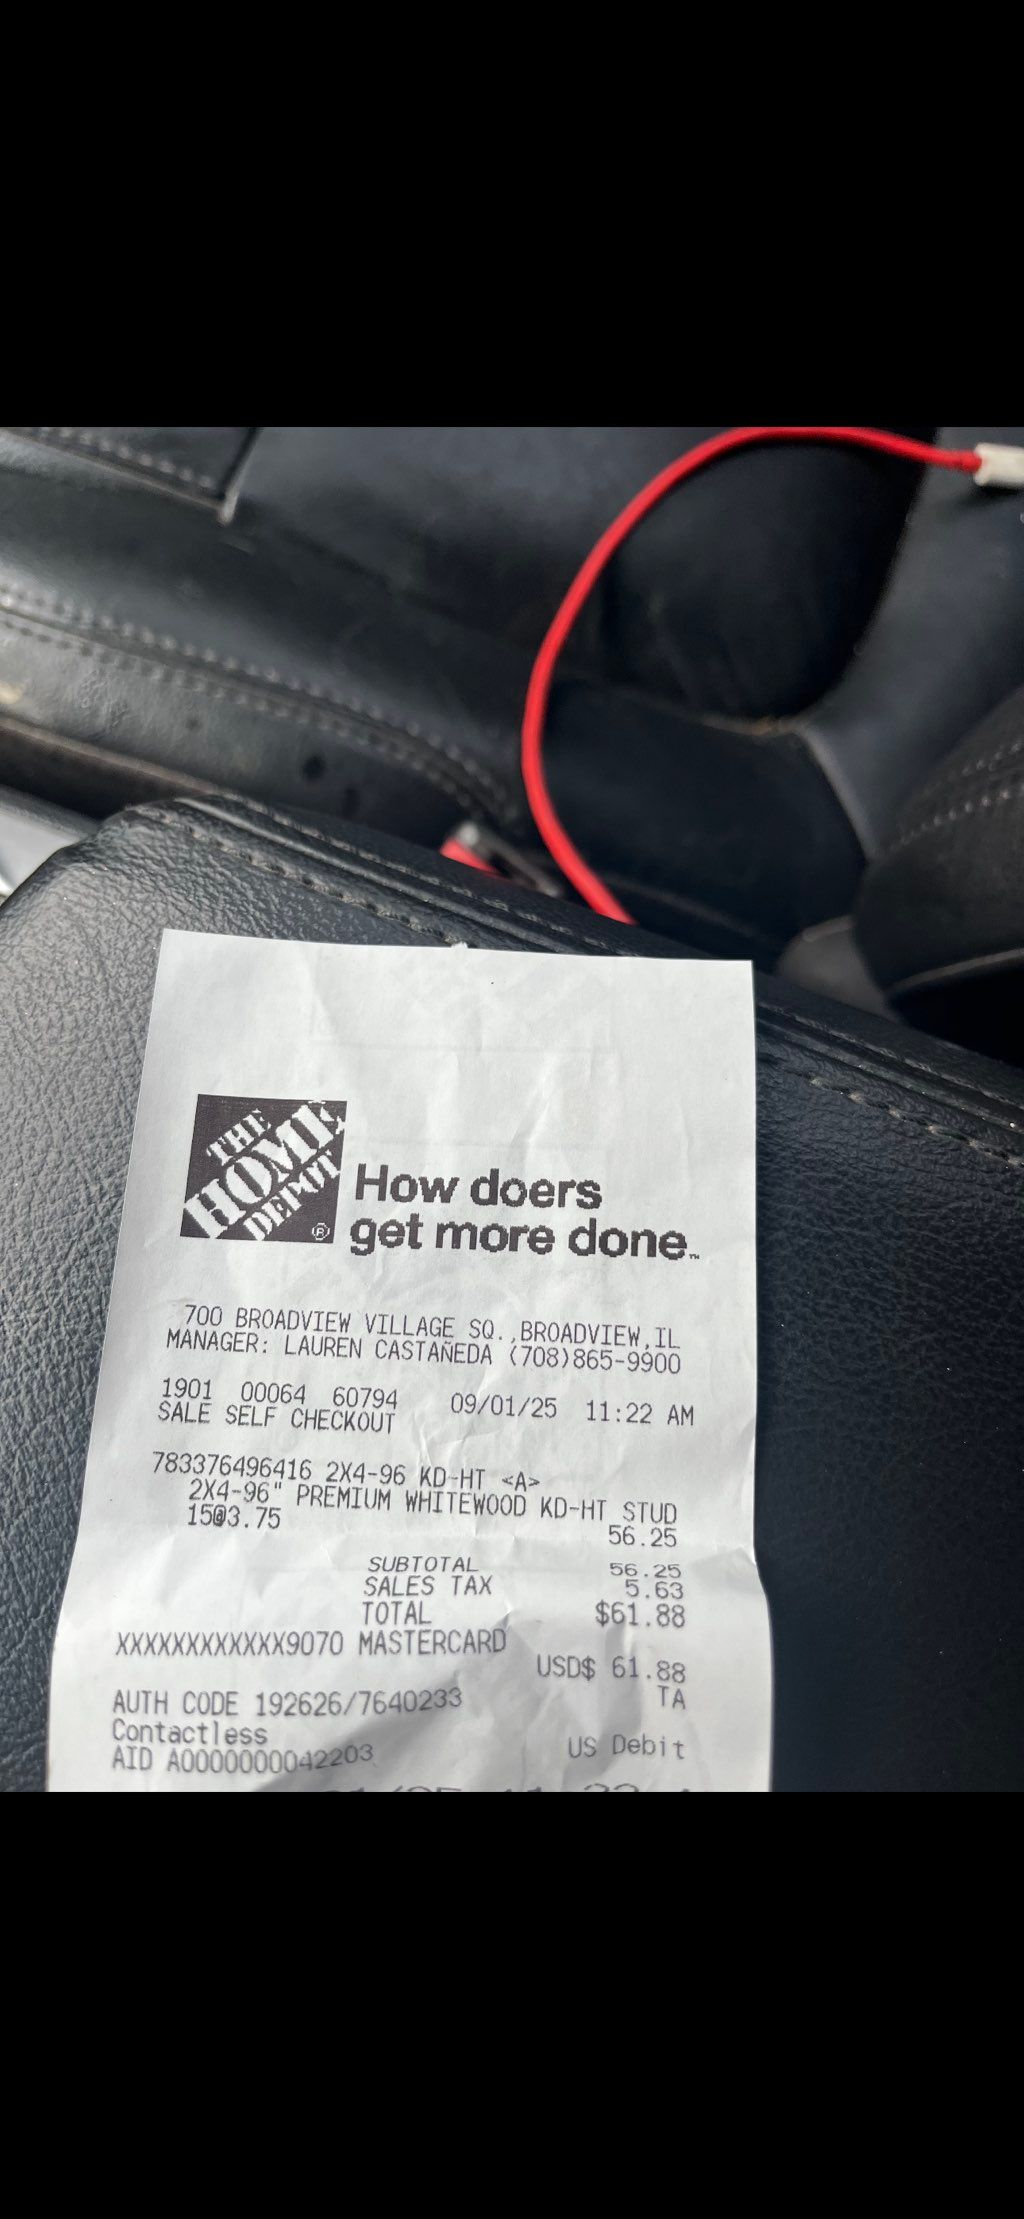 THE
HOME
DEPOT
®
How doers
get more done.™
700 BROADVIEW VILLAGE SQ.,BROADVIEW,IL
MANAGER: LAUREN CASTAÑEDA (708)865-9900
1901 00064 60794 09/01/25 11:22 AM
SALE SELF CHECKOUT
783376496416 2X4-96 KD-HT <A>
2X4-96" PREMIUM WHITEWOOD KD-HT STUD
15@3.75 56.25
SUBTOTAL 56.25
SALES TAX 5.63
TOTAL $61.88
XXXXXXXXXXXX9070 MASTERCARD
USD$ 61.88
AUTH CODE 192626/7640233 TA
Contactless
AID A0000000042203 US Debit